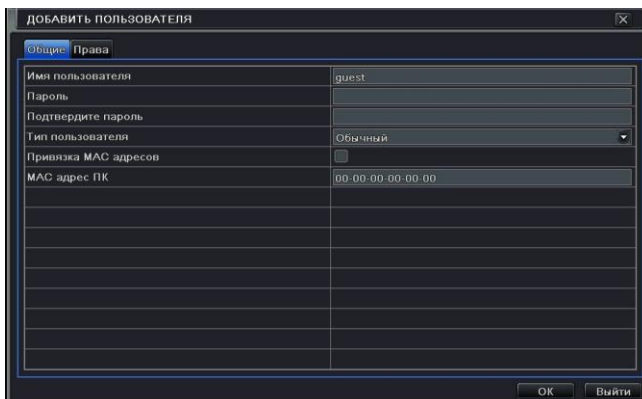 ДОБАВИТЬ ПОЛЬЗОВАТЕЛЯ
Общие Права
Имя пользователя guest
Пароль
Подтвердите пароль
Тип пользователя Обычный
Привязка MAC адресов
MAC адрес ПК 00-00-00-00-00-00
OK Выйти